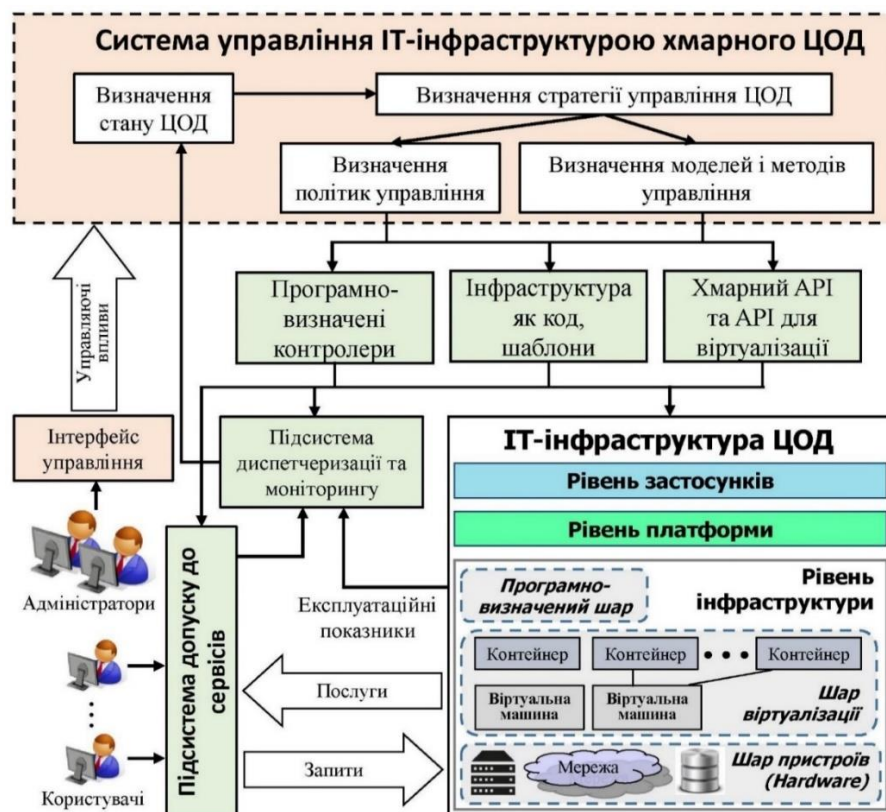 Система управління ІТ-інфраструктурою хмарного ЦОД
Визначення
стану ЦОД
Визначення стратегії управління ЦОД
Визначення
політик управління
Визначення моделей і методів
управління
Управляючі
впливи
Програмно-
визначені
контролери
Інфраструктура
як код,
шаблони
Хмарний API
та API для
віртуалізації
Інтерфейс
управління
Підсистема
диспетчеризації та
моніторингу
ІТ-інфраструктура ЦОД
Рівень застосунків
Рівень платформи
Адміністратори
Підсистема допуску до
сервісів
Експлуатаційні
показники
Програмно-
визначений шар
Рівень
інфраструктури
Контейнер
Контейнер
Контейнер
Віртуальна
машина
Віртуальна
машина
Шар
віртуалізації
Послуги
Запити
Мережа
Шар пристроїв
(Hardware)
Користувачі